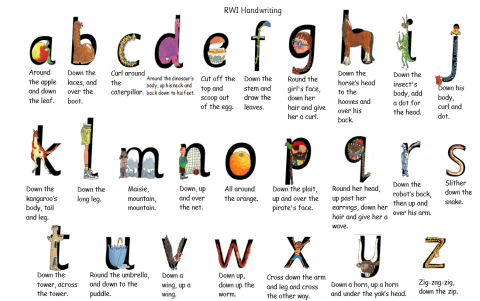 RWI Handwriting
a b c d e f g h i j
Around
the apple
and down
the leaf.
Down the
laces, and
over the
boot.
Curl around
the
caterpillar.
Around the dinosaur's
body, up his neck and
back down to his feet.
Cut off the
top and
scoop out
of the egg.
Down the
stem and
draw the
leaves.
Round the
girl's face,
down her
hair and give
her a curl.
Down the
horse's head
to the
hooves and
over his
back.
Down the
insect's
body, add
a dot for
the head.
Down his
body,
curl and
dot.
k l m n o p q r s
Down the
kangaroo's
body, tail
and leg.
Down the
long leg.
Maisie,
mountain,
mountain.
Down, up
and over
the net.
All around
the orange.
Down the plait,
up and over the
pirate's face.
Round her head,
up past her
earrings, down her
hair and give her a
wave.
Down the
robot's back,
then up and
over his arm.
Slither
down the
snake.
t u v w x y z
Down the
tower, across
the tower.
Round the umbrella,
and down to the
puddle.
Down a
wing, up a
wing.
Down up,
down up the
worm.
Cross down the arm
and leg and cross
the other way.
Down a horn, up a horn
and under the yak's head.
Zig-zag-zig,
down the zip.